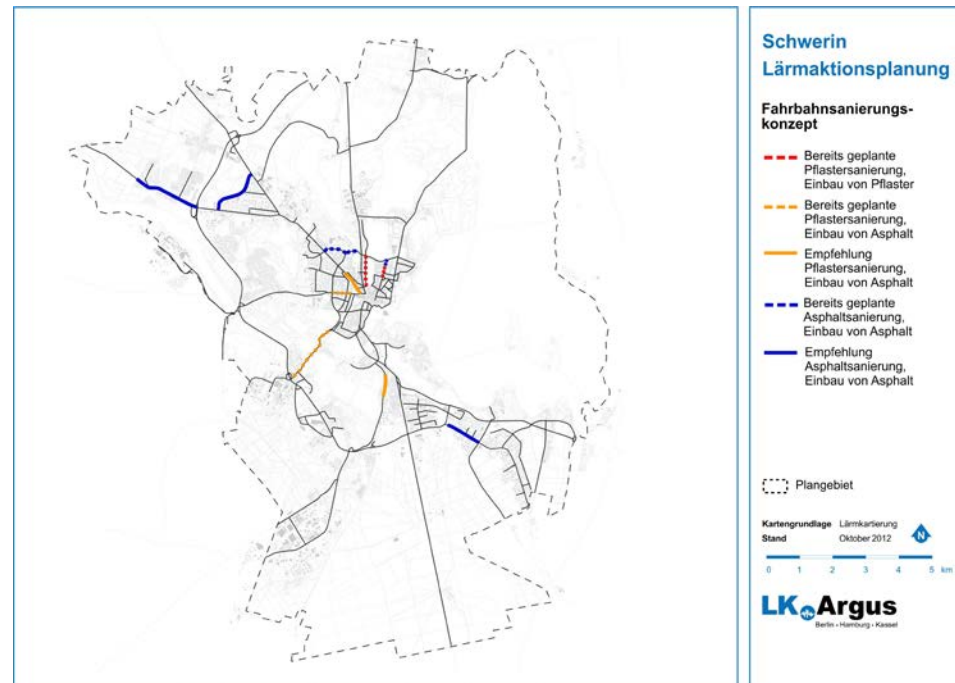 Schwerin
Lärmaktionsplanung
Fahrbahnsanierungs-
konzept
Bereits geplante
Pflastersanierung,
Einbau von Pflaster
Bereits geplante
Pflastersanierung,
Einbau von Asphalt
Empfehlung
Pflastersanierung,
Einbau von Asphalt
Bereits geplante
Asphaltsanierung,
Einbau von Asphalt
Empfehlung
Asphaltsanierung,
Einbau von Asphalt
Plangebiet
Kartengrundlage Lärmkartierung
Stand Oktober 2012
N
0 1 2 3 4 5 km
LK Argus
Berlin • Hamburg • Kassel